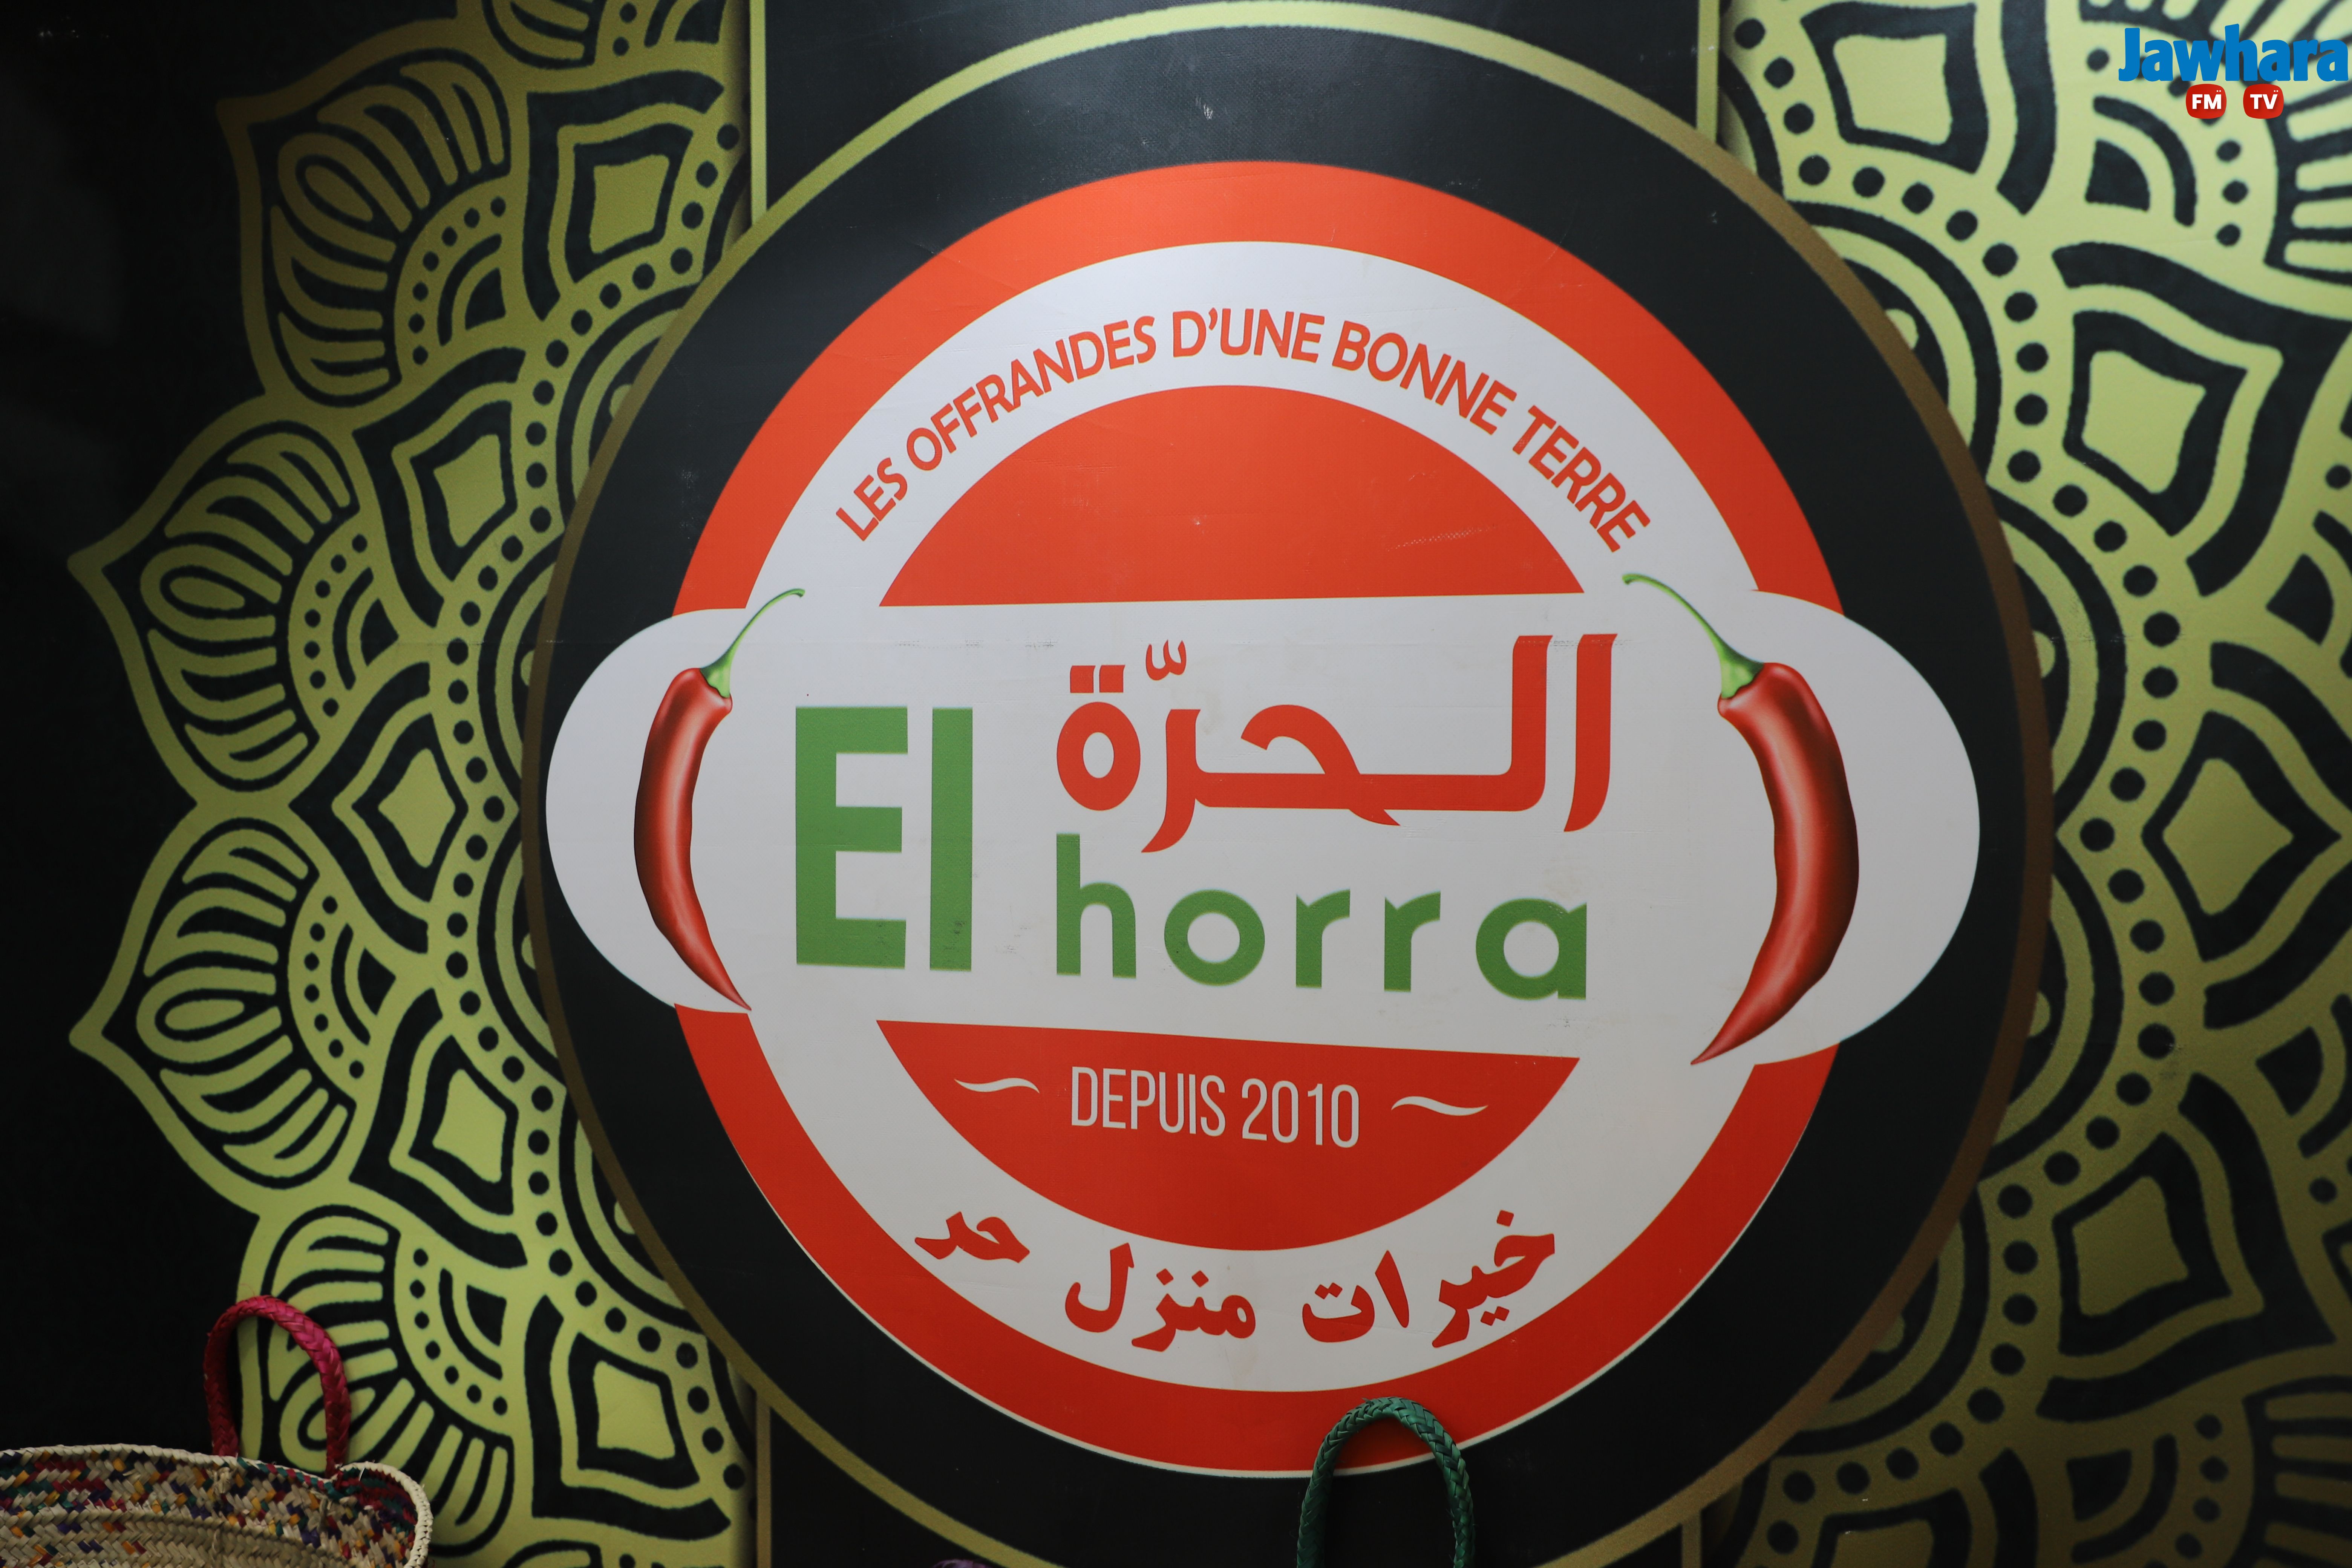 Jawhara
FM TV
LES OFFRANDES D'UNE BONNE TERRE
الحرّة
El horra
DEPUIS 2010
خيرات منزل حر